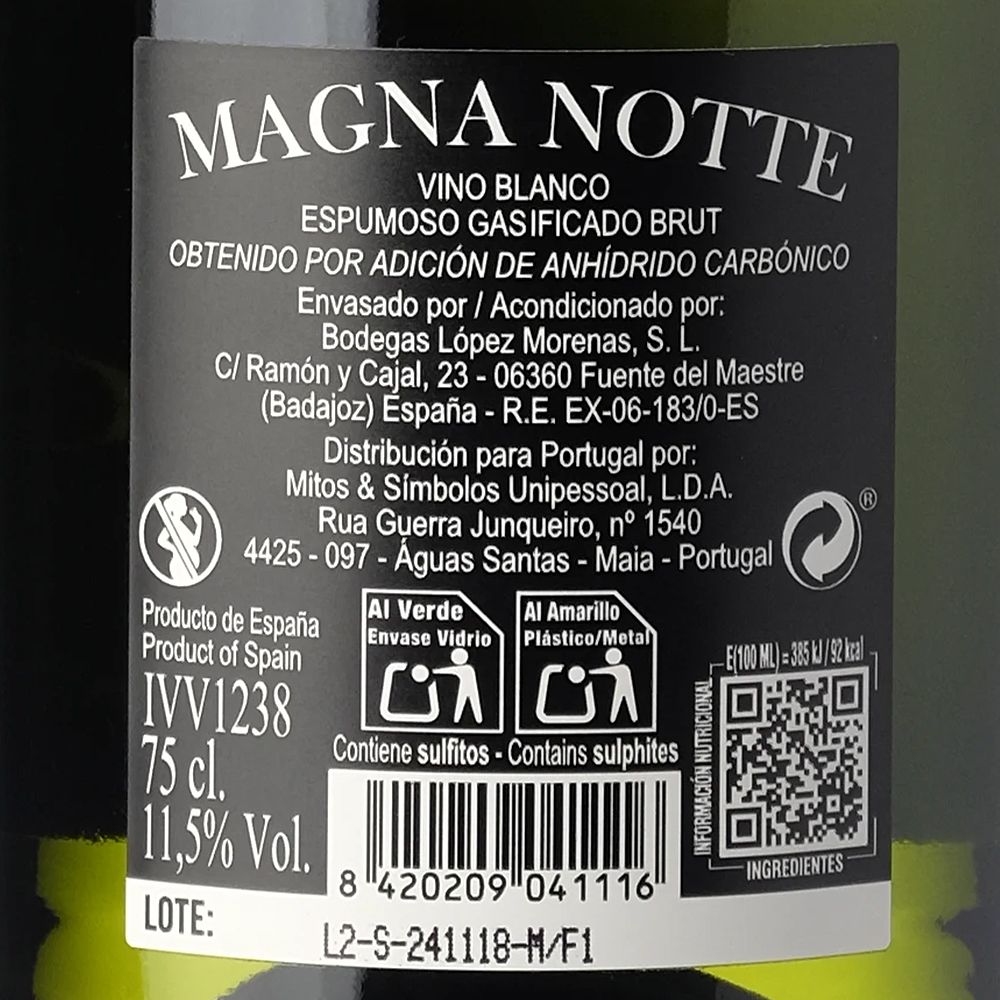 MAGNA NOTTE
VINO BLANCO
ESPUMOSO GASIFICADO BRUT
OBTENIDO POR ADICIÓN DE ANHÍDRIDO CARBÓNICO
Envasado por / Acondicionado por:
Bodegas López Morenas, S. L.
C/ Ramón y Cajal, 23 - 06360 Fuente del Maestre
(Badajoz) España - R.E. EX-06-183/0-ES
Distribución para Portugal por:
Mitos & Símbolos Unipessoal, L.D.A.
Rua Guerra Junqueiro, nº 1540
4425 - 097 - Águas Santas - Maia - Portugal
®
Producto de España
Product of Spain
IVV1238
75 cl.
11,5% Vol.
Al Verde
Envase Vidrio
Al Amarillo
Plástico/Metal
Contiene sulfitos - Contains sulphites
E(100 ML) = 385 kJ / 92 kcal
INFORMACIÓN NUTRICIONAL
INGREDIENTES
8 420209 041116
LOTE:
L2-S-241118-M/F1